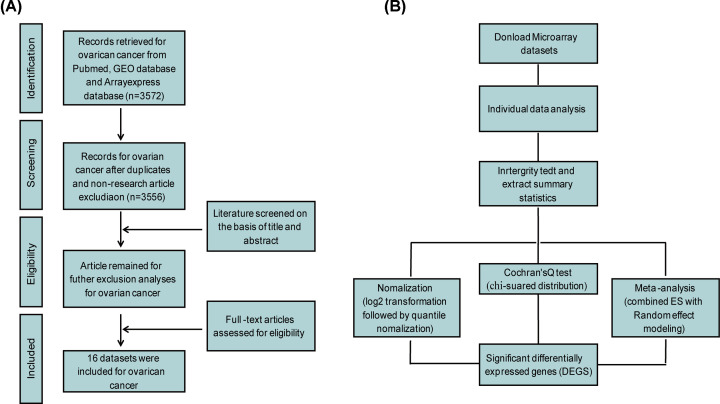 (A)
Identification
Records retrieved for
ovarican cancer from
Pubmed, GEO database
and Arrayexpress
database (n=3572)
Screening
Records for ovarian
cancer after duplicates
and non-research article
excludiaon (n=3556)
Literature screened on
the basis of title and
abstract
Eligibility
Article remained for
futher exclusion analyses
for ovarian cancer
Full-text articles
assessed for eligibility
Included
16 datasets were
included for ovarican
cancer
(B)
Donload Microarray
datasets
Individual data analysis
Inrtergrity tedt and
extract summary
statistics
Nomalization
(log2 transformation
followed by quantile
nomalization)
Cochran'sQ test
(chi-suared distribution)
Meta-analysis
(combined ES with
Random effect
modeling)
Significant differentially
expressed genes (DEGS)